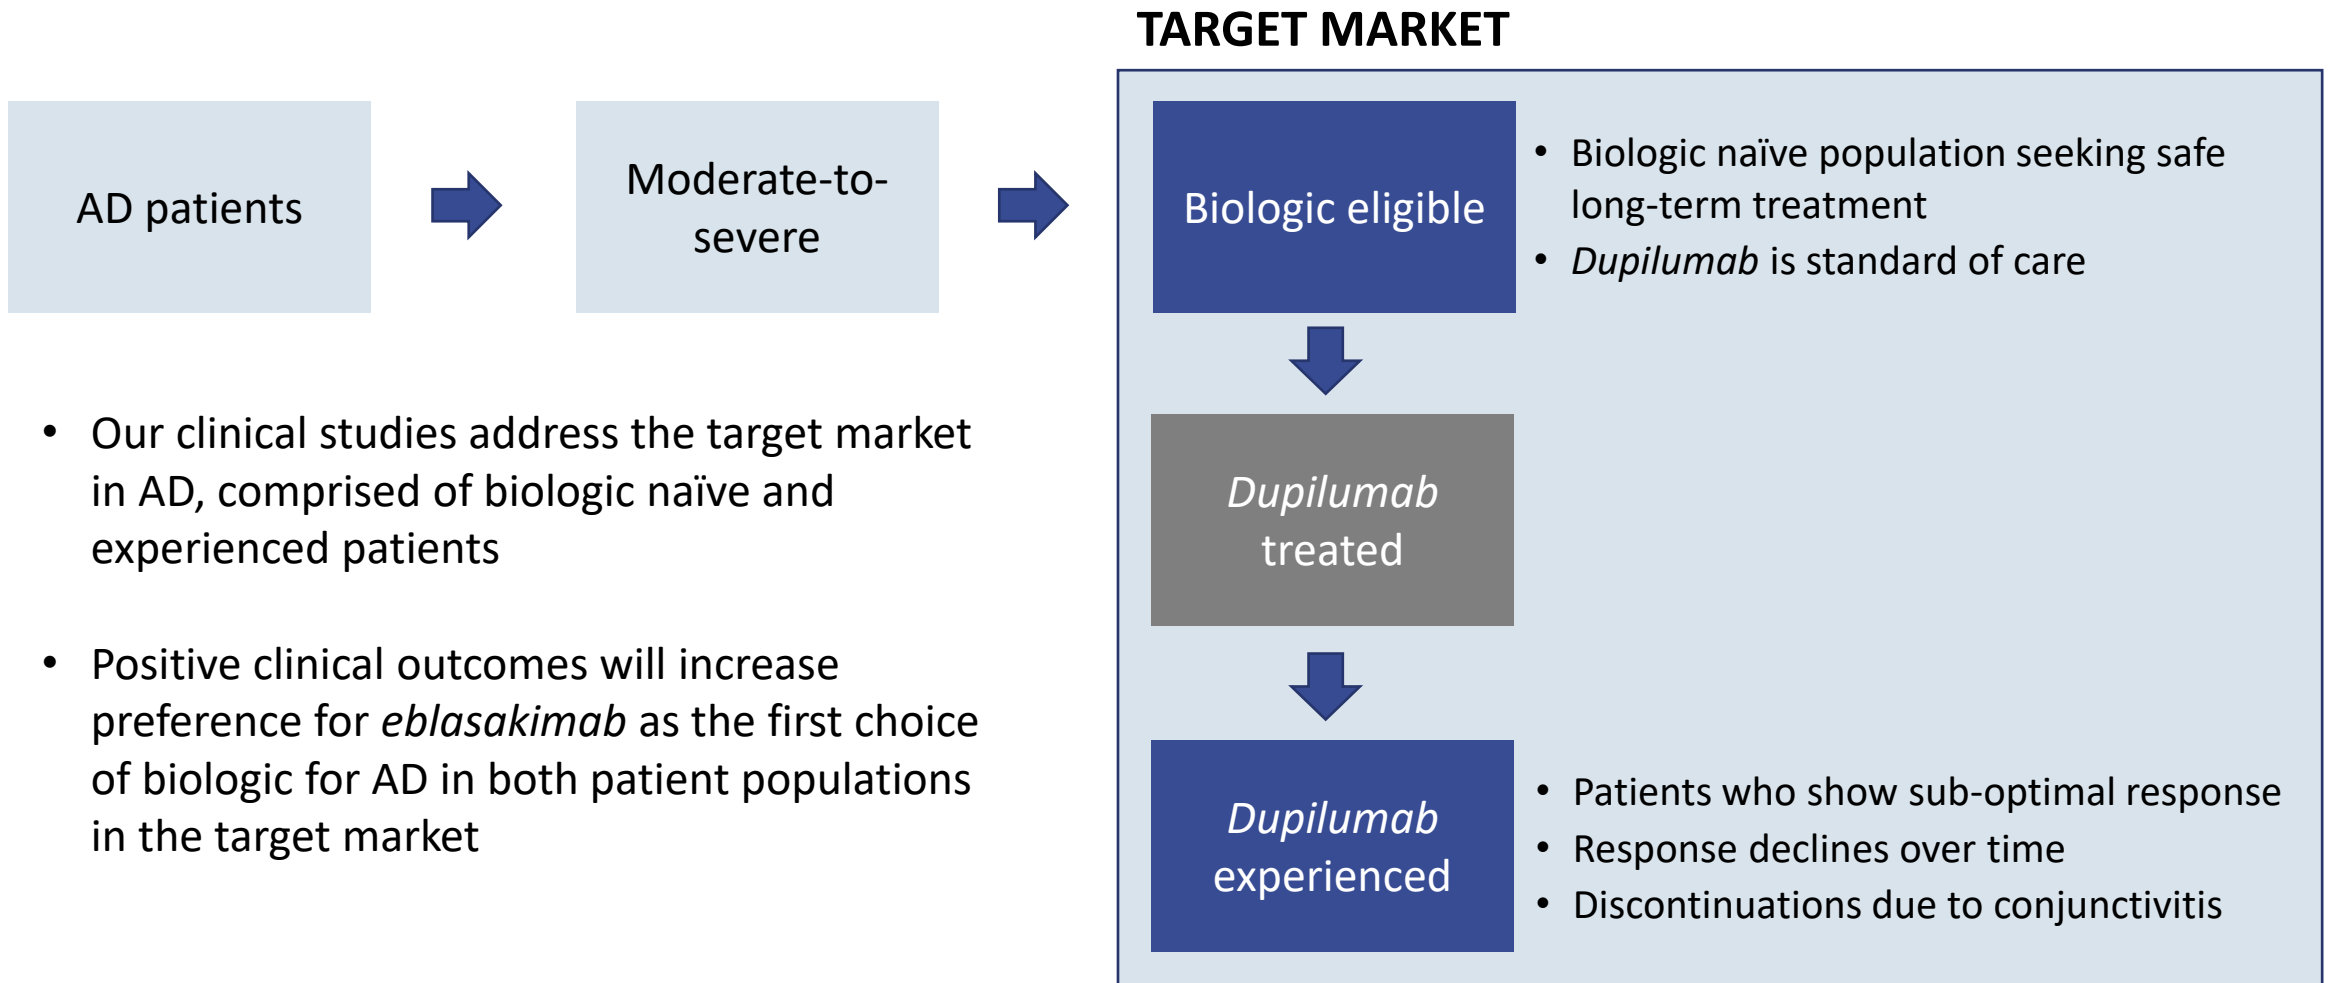 TARGET MARKET
AD patients
Moderate-to-
severe
Biologic eligible
• Biologic naïve population seeking safe
long-term treatment
• Dupilumab is standard of care
• Our clinical studies address the target market
in AD, comprised of biologic naïve and
experienced patients
• Positive clinical outcomes will increase
preference for eblasakimab as the first choice
of biologic for AD in both patient populations
in the target market
Dupilumab
treated
Dupilumab
experienced
• Patients who show sub-optimal response
• Response declines over time
• Discontinuations due to conjunctivitis